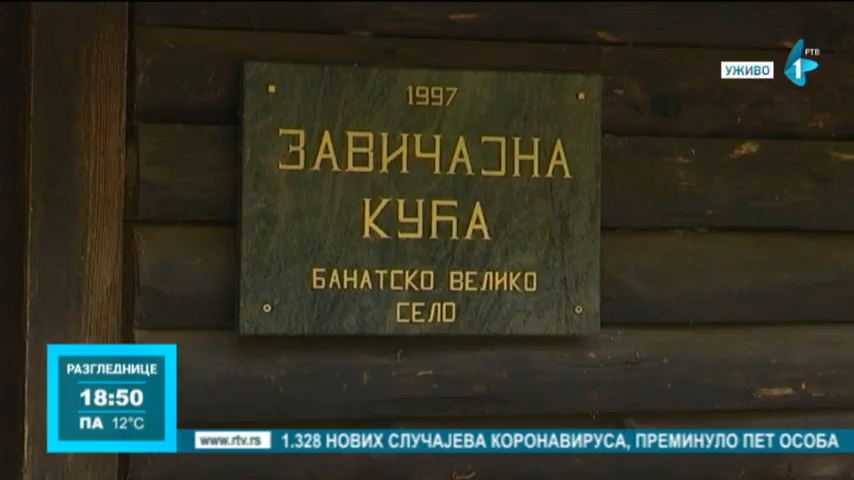 РТВ
УЖИВО
1
1997
ЗАВИЧАЈНА
КУЋА
БАНАТСКО ВЕЛИКО
СЕЛО
РАЗГЛЕДНИЦЕ
18:50
ПА 12°C
www.rtv.rs 1.328 НОВИХ СЛУЧАЈЕВА КОРОНАВИРУСА, ПРЕМИНУЛО ПЕТ ОСОБА